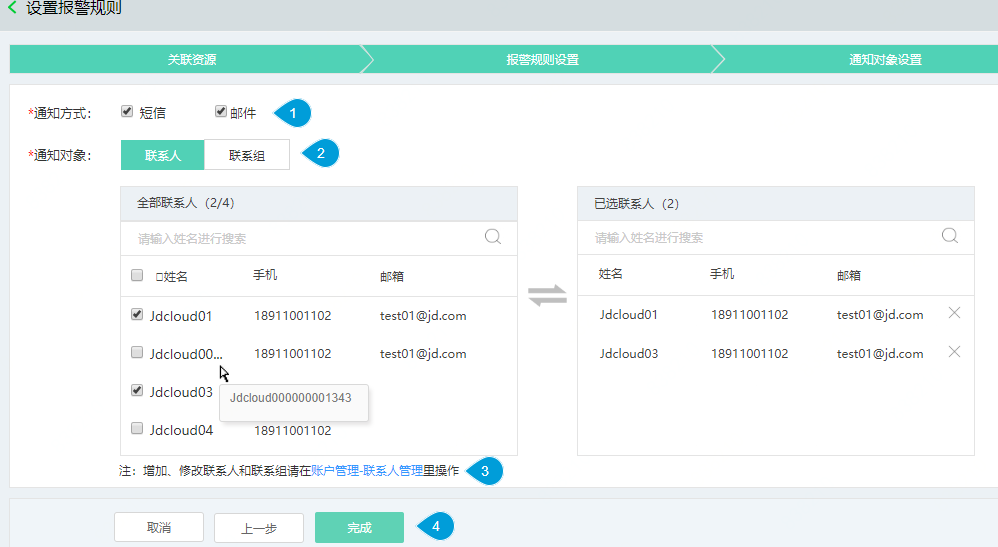 设置报警规则
关联资源 报警规则设置 通知对象设置
*通知方式： 短信 邮件 1
*通知对象： 联系人 联系组 2
全部联系人（2/4） 已选联系人（2）
请输入姓名进行搜索 请输入姓名进行搜索
□姓名 手机 邮箱 姓名 手机 邮箱
Jdcloud01 18911001102 test01@jd.com Jdcloud01 18911001102 test01@jd.com
Jdcloud00... 18911001102 test01@jd.com Jdcloud03 18911001102 test01@jd.com
Jdcloud03
Jdcloud000000001343
Jdcloud04 18911001102
注：增加、修改联系人和联系组请在账户管理-联系人管理里操作 3
取消 上一步 完成 4